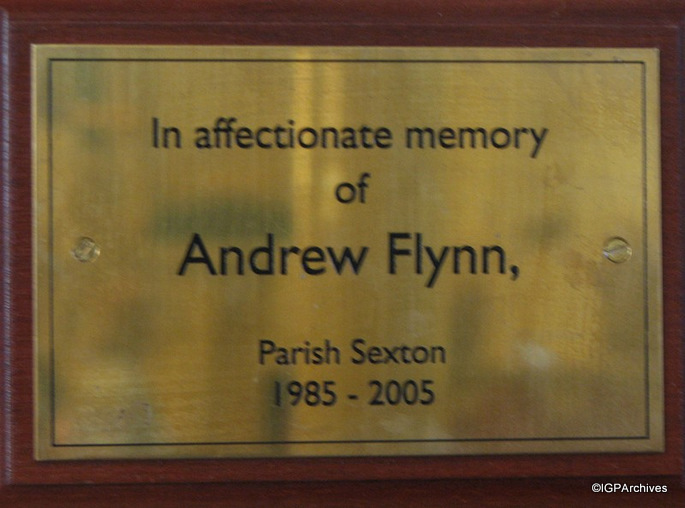 In affectionate memory
of
Andrew Flynn,
Parish Sexton
1985 - 2005
©IGPArchives